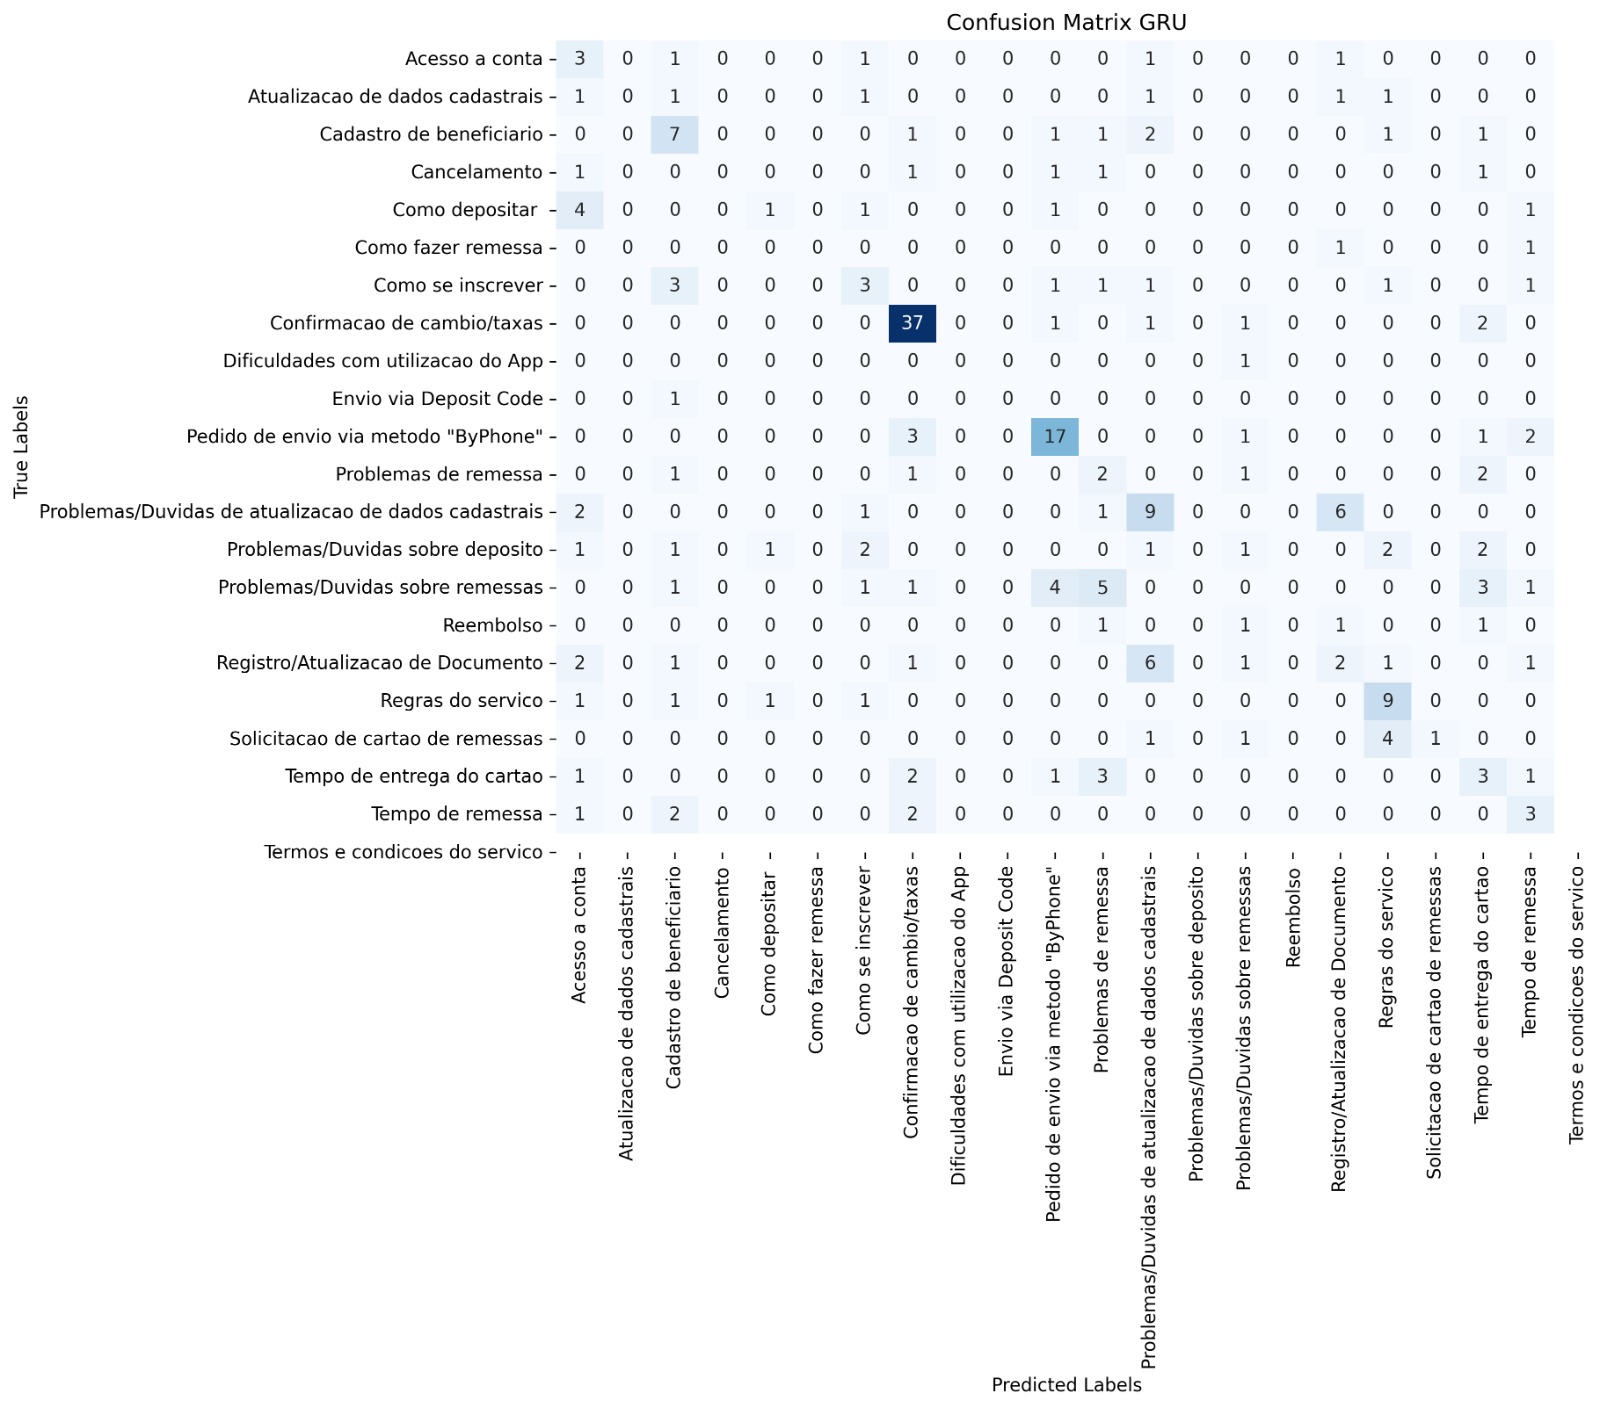 Confusion Matrix GRU
True Labels
Acesso a conta 3 0 1 0 0 0 1 0 0 0 0 0 1 0 0 0 1 0 0 0 0
Atualizacao de dados cadastrais 1 0 1 0 0 0 1 0 0 0 0 0 1 0 0 0 1 1 0 0 0
Cadastro de beneficiario 0 0 7 0 0 0 0 1 0 0 1 1 2 0 0 0 0 1 0 1 0
Cancelamento 1 0 0 0 0 0 0 1 0 0 1 1 0 0 0 0 0 0 0 1 0
Como depositar 4 0 0 0 1 0 1 0 0 0 1 0 0 0 0 0 0 0 0 0 1
Como fazer remessa 0 0 0 0 0 0 0 0 0 0 0 0 0 0 0 0 1 0 0 0 1
Como se inscrever 0 0 3 0 0 0 3 0 0 0 1 1 1 0 0 0 0 1 0 0 1
Confirmacao de cambio/taxas 0 0 0 0 0 0 0 37 0 0 1 0 1 0 1 0 0 0 0 2 0
Dificuldades com utilizacao do App 0 0 0 0 0 0 0 0 0 0 0 0 0 0 1 0 0 0 0 0 0
Envio via Deposit Code 0 0 1 0 0 0 0 0 0 0 0 0 0 0 0 0 0 0 0 0 0
Pedido de envio via metodo "ByPhone" 0 0 0 0 0 0 0 3 0 0 17 0 0 0 1 0 0 0 0 1 2
Problemas de remessa 0 0 1 0 0 0 0 1 0 0 0 2 0 0 1 0 0 0 0 2 0
Problemas/Duvidas de atualizacao de dados cadastrais 2 0 0 0 0 0 1 0 0 0 0 1 9 0 0 0 6 0 0 0 0
Problemas/Duvidas sobre deposito 1 0 1 0 1 0 2 0 0 0 0 0 1 0 1 0 0 2 0 2 0
Problemas/Duvidas sobre remessas 0 0 1 0 0 0 1 1 0 0 4 5 0 0 0 0 0 0 0 3 1
Reembolso 0 0 0 0 0 0 0 0 0 0 0 1 0 0 1 0 1 0 0 1 0
Registro/Atualizacao de Documento 2 0 1 0 0 0 0 1 0 0 0 0 6 0 1 0 2 1 0 0 1
Regras do servico 1 0 1 0 1 0 1 0 0 0 0 0 0 0 0 0 0 9 0 0 0
Solicitacao de cartao de remessas 0 0 0 0 0 0 0 0 0 0 0 0 1 0 1 0 0 4 1 0 0
Tempo de entrega do cartao 1 0 0 0 0 0 0 2 0 0 1 3 0 0 0 0 0 0 0 3 1
Tempo de remessa 1 0 2 0 0 0 0 2 0 0 0 0 0 0 0 0 0 0 0 0 3
Termos e condicoes do servico
Acesso a conta
Atualizacao de dados cadastrais
Cadastro de beneficiario
Cancelamento
Como depositar
Como fazer remessa
Como se inscrever
Confirmacao de cambio/taxas
Dificuldades com utilizacao do App
Envio via Deposit Code
Pedido de envio via metodo "ByPhone"
Problemas de remessa
Problemas/Duvidas de atualizacao de dados cadastrais
Problemas/Duvidas sobre deposito
Problemas/Duvidas sobre remessas
Reembolso
Registro/Atualizacao de Documento
Regras do servico
Solicitacao de cartao de remessas
Tempo de entrega do cartao
Tempo de remessa
Termos e condicoes do servico
Predicted Labels